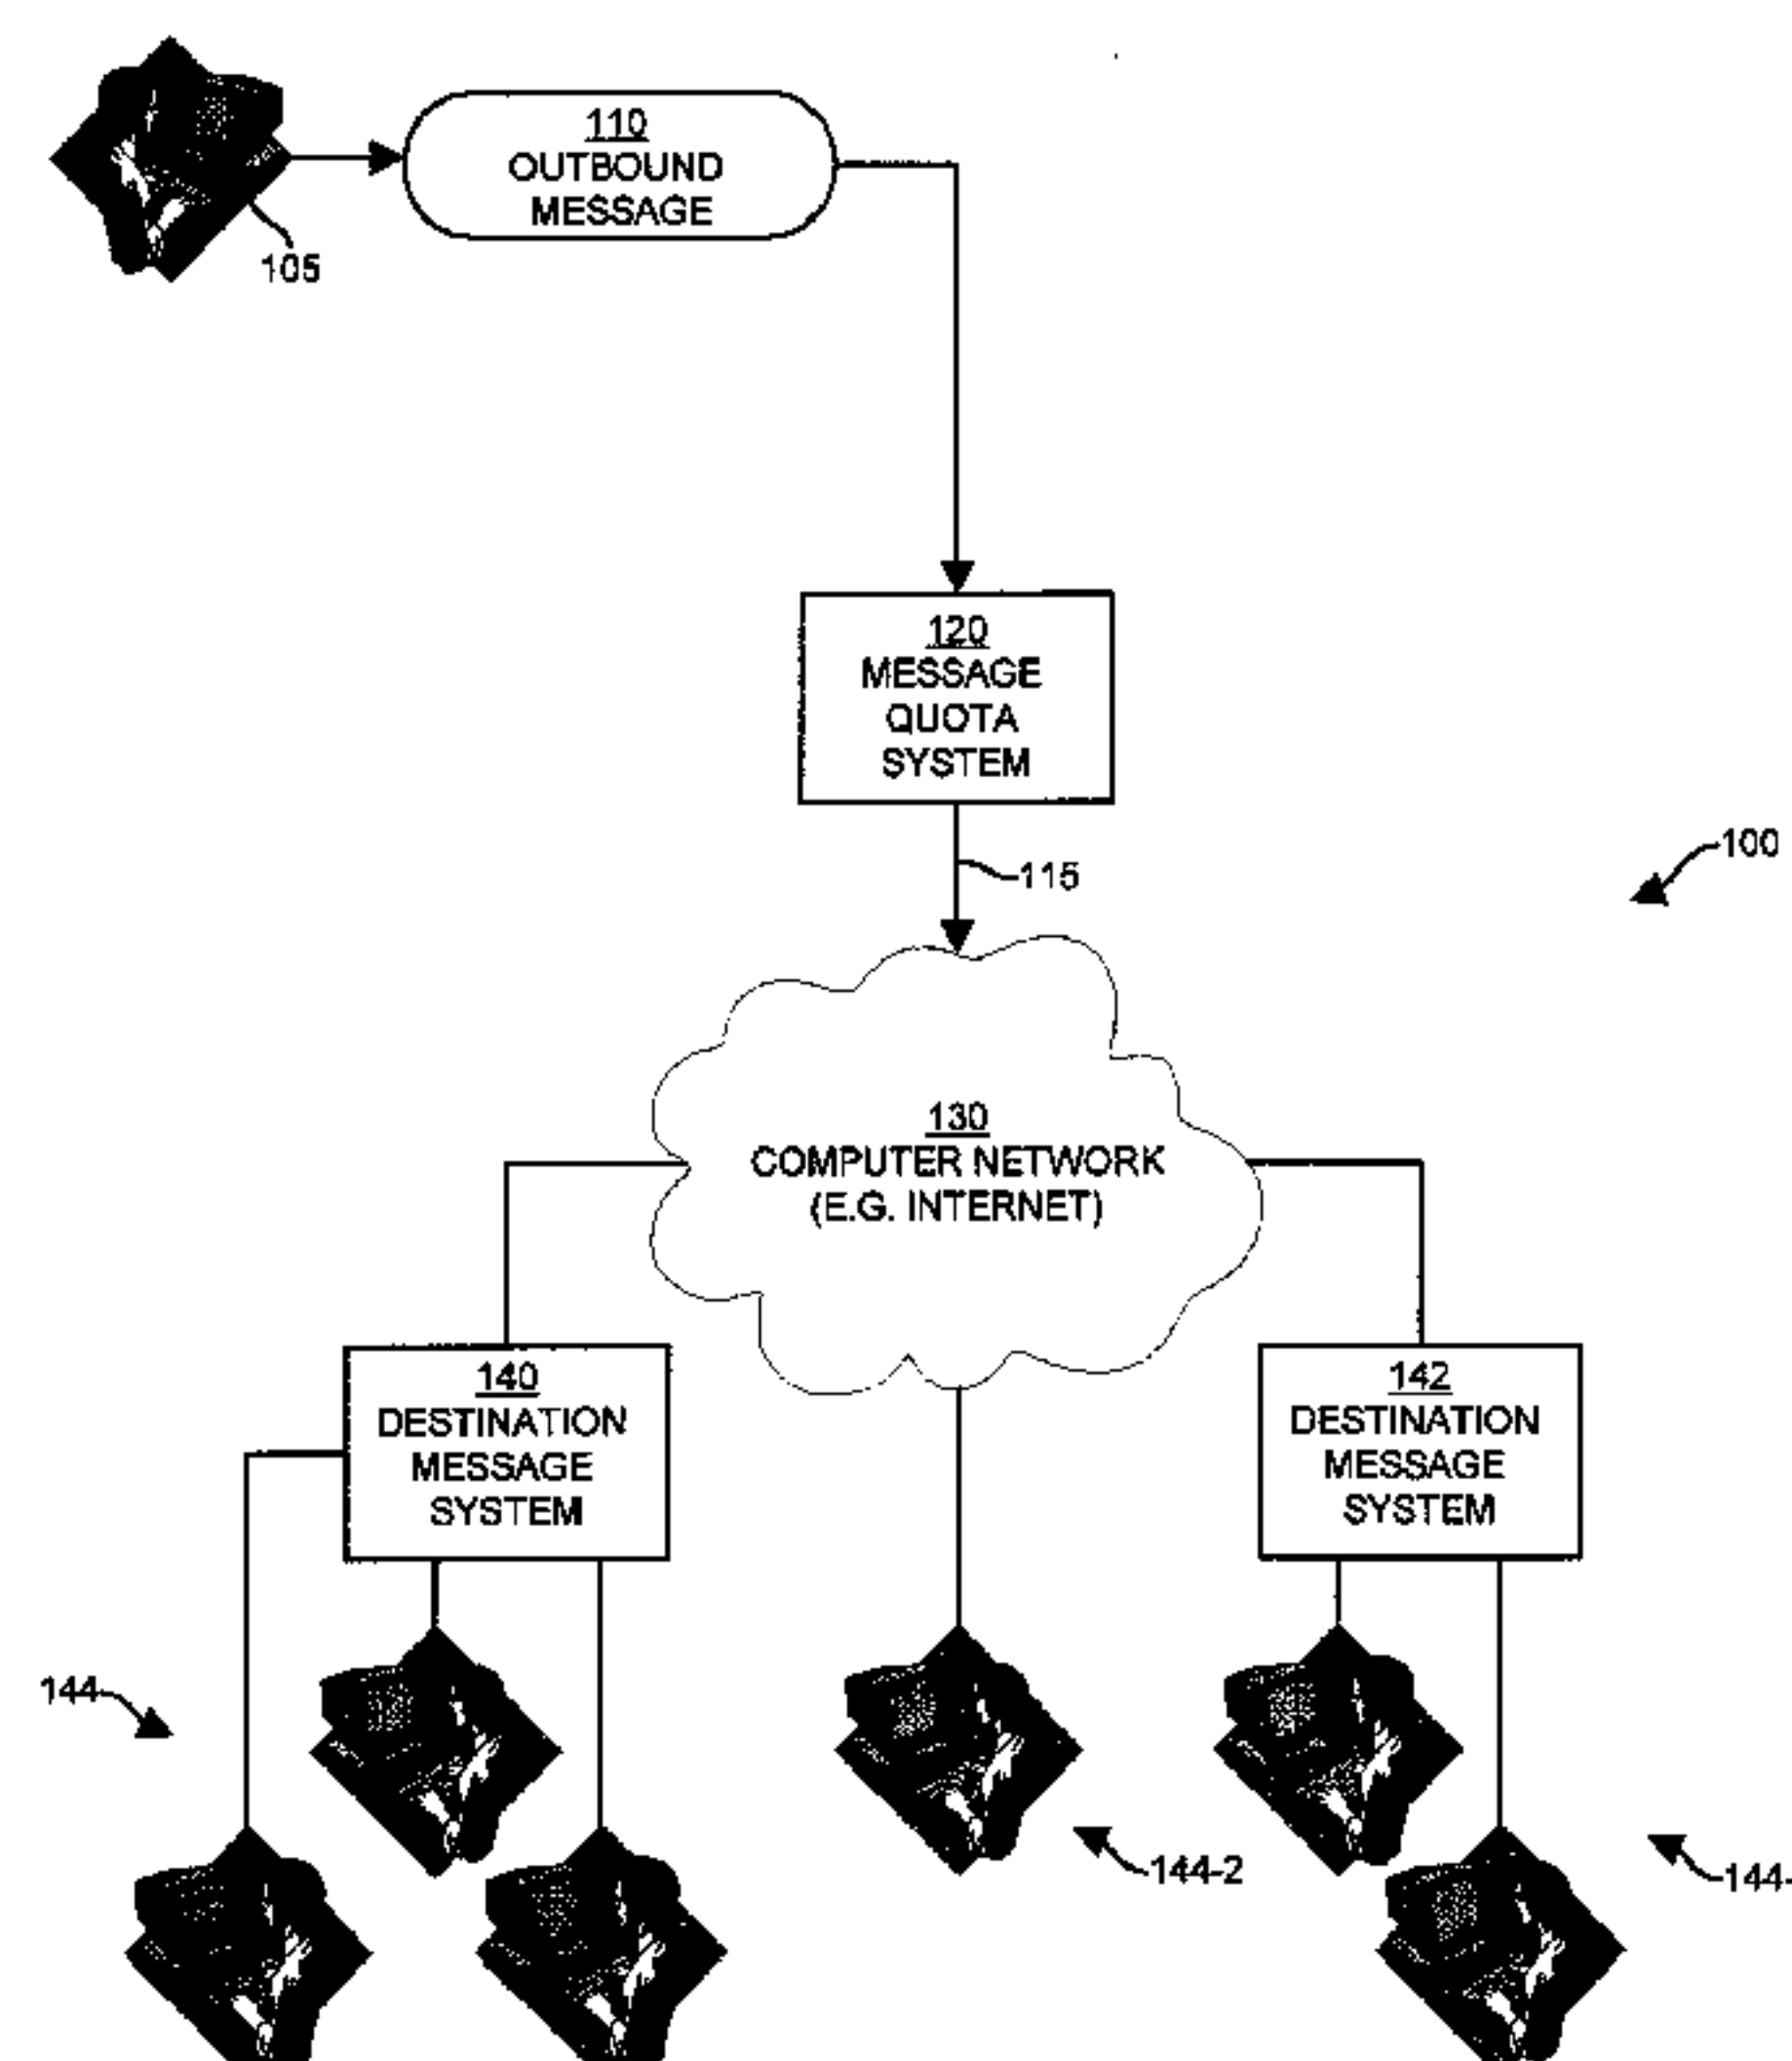 110
OUTBOUND
MESSAGE
105
120
MESSAGE
QUOTA
SYSTEM
100
115
130
COMPUTER NETWORK
(E.G. INTERNET)
140
DESTINATION
MESSAGE
SYSTEM
142
DESTINATION
MESSAGE
SYSTEM
144
144-2
144-